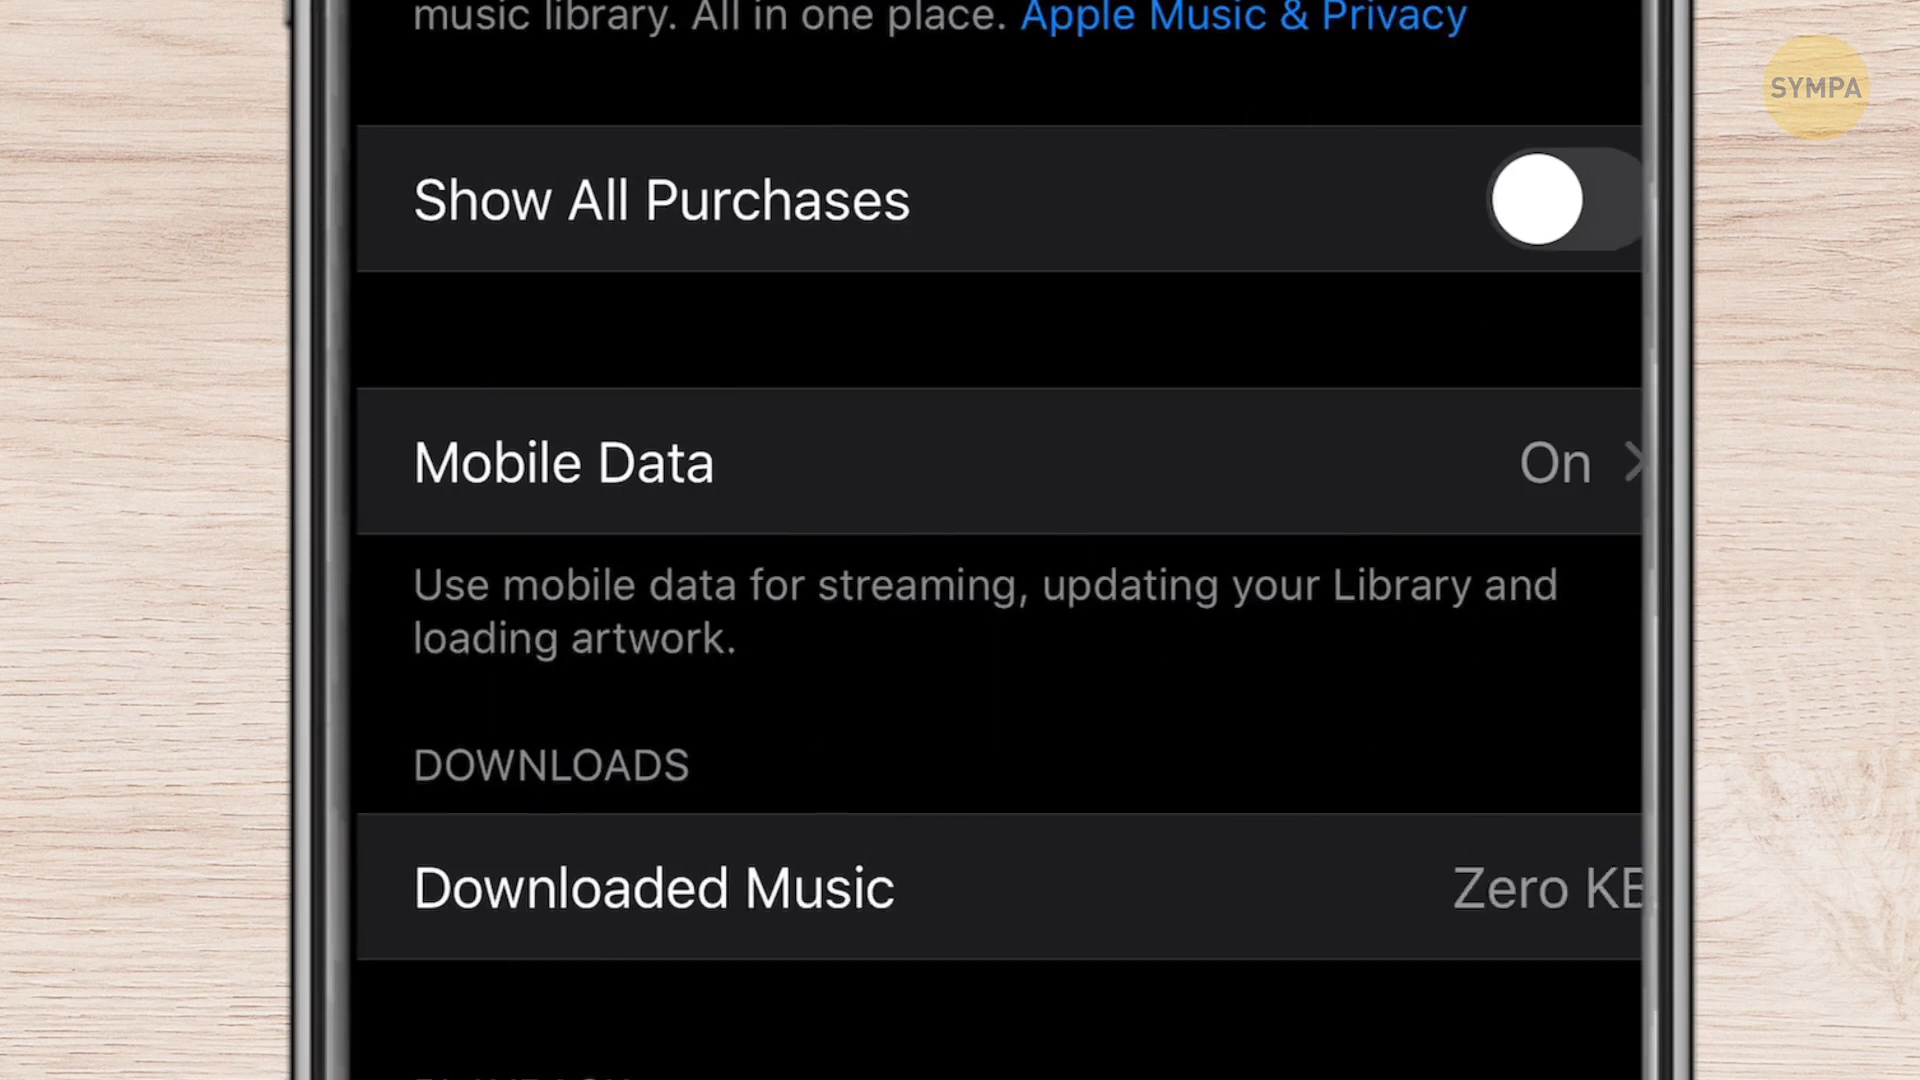 music library. All in one place. Apple Music & Privacy
SYMPA
Show All Purchases
Mobile Data On
Use mobile data for streaming, updating your Library and
loading artwork.
DOWNLOADS
Downloaded Music Zero KB